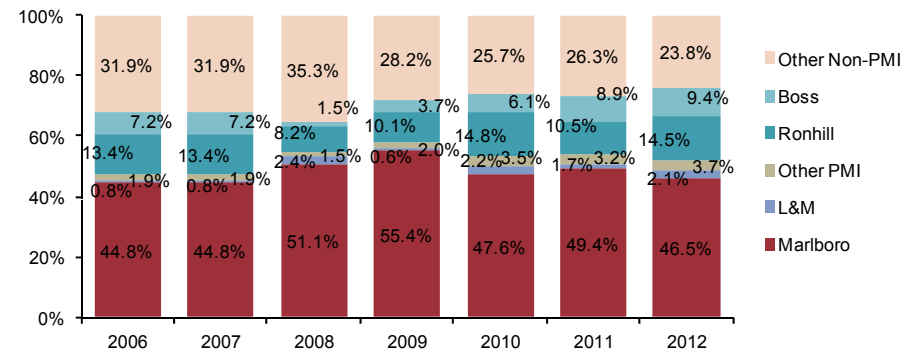 100%
80%
60%
40%
20%
0%
31.9% 31.9% 35.3% 28.2% 25.7% 26.3% 23.8%
7.2% 7.2% 1.5% 3.7% 6.1% 8.9% 9.4%
13.4% 13.4% 8.2% 10.1% 14.8% 10.5% 14.5%
1.9% 1.9% 1.5% 2.0% 3.5% 3.2% 3.7%
0.8% 0.8% 2.4% 0.6% 2.2% 1.7% 2.1%
44.8% 44.8% 51.1% 55.4% 47.6% 49.4% 46.5%
2006 2007 2008 2009 2010 2011 2012
Other Non-PMI
Boss
Ronhill
Other PMI
L&M
Marlboro